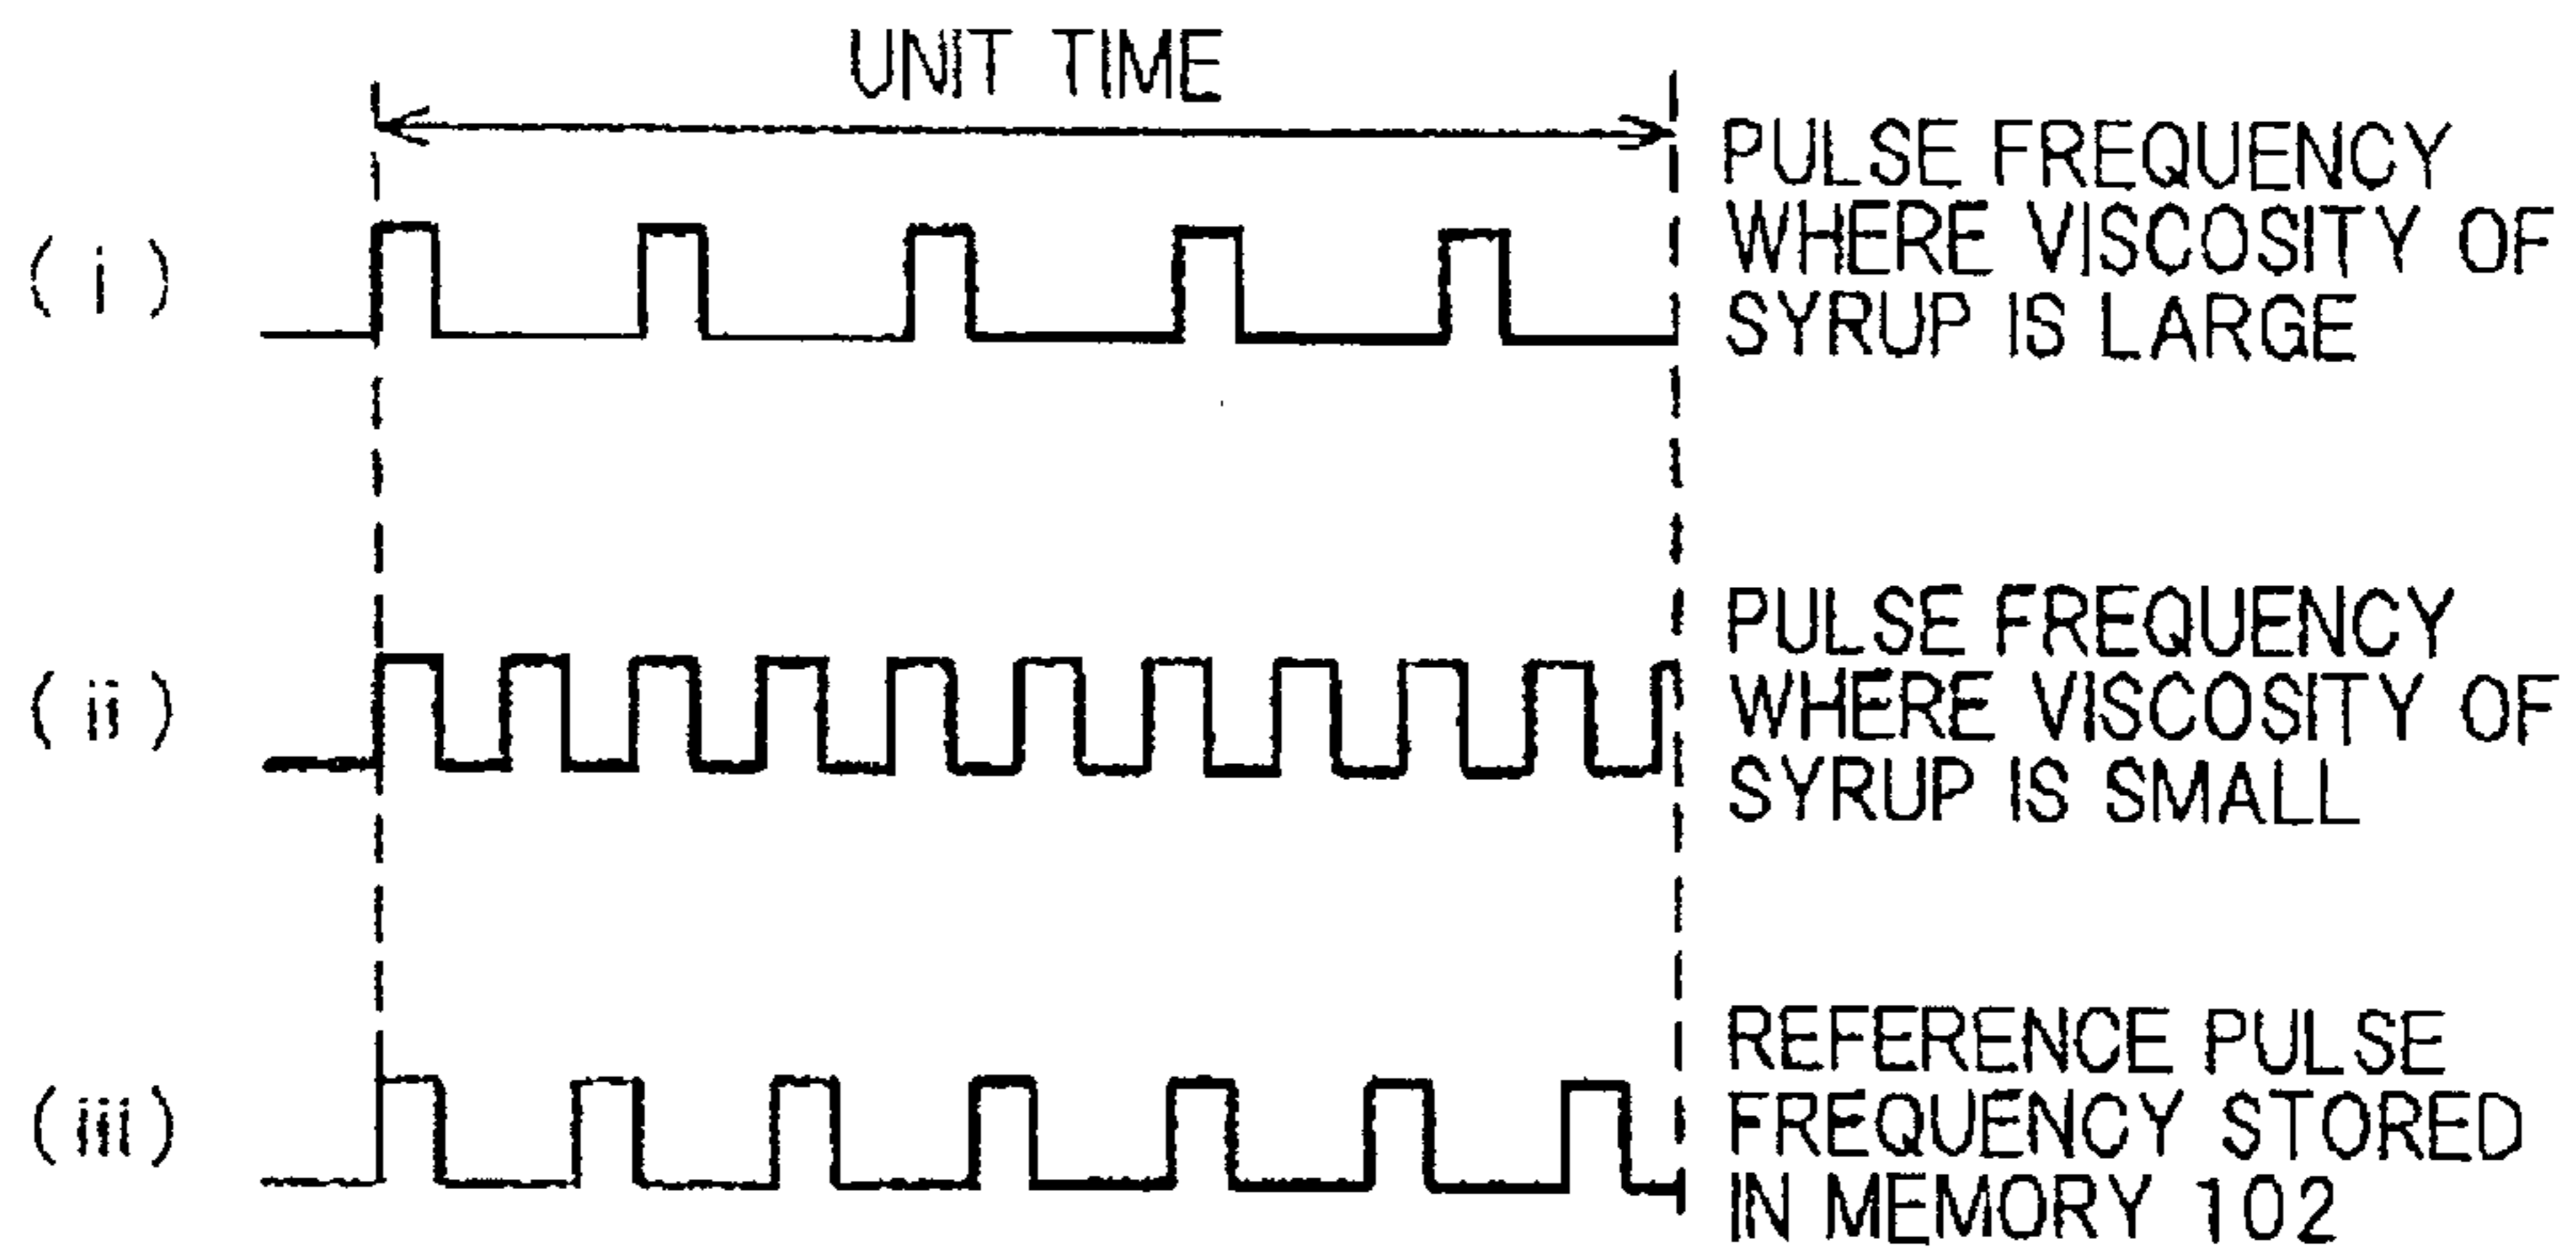 UNIT TIME
(i)
PULSE FREQUENCY
WHERE VISCOSITY OF
SYRUP IS LARGE
(ii)
PULSE FREQUENCY
WHERE VISCOSITY OF
SYRUP IS SMALL
(iii)
REFERENCE PULSE
FREQUENCY STORED
IN MEMORY 102